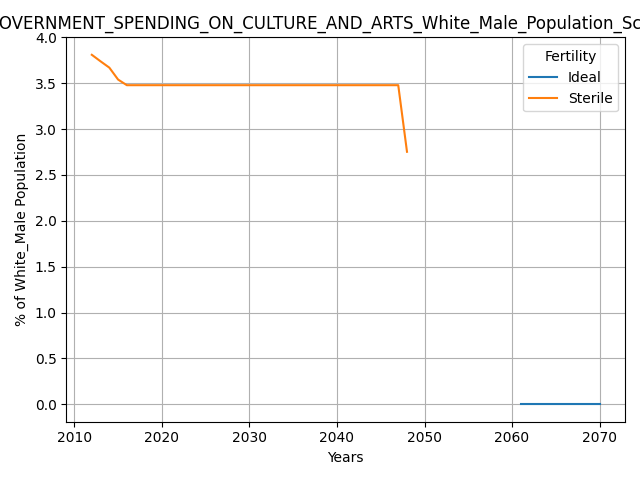 OVERNMENT_SPENDING_ON_CULTURE_AND_ARTS_White_Male_Population_Sc
4.0
3.5
3.0
2.5
2.0
1.5
1.0
0.5
0.0
% of White_Male Population
Fertility
Ideal
Sterile
2010 2020 2030 2040 2050 2060 2070
Years